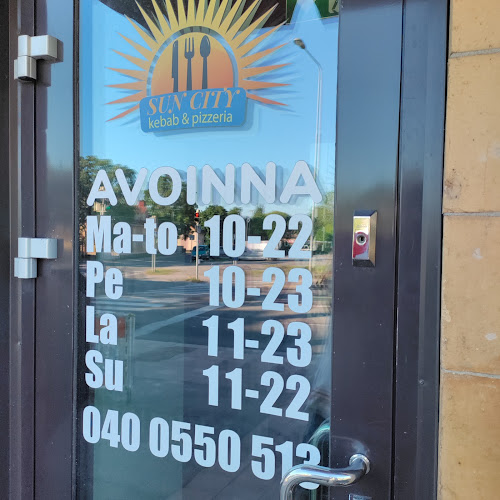 SUN CITY
kebab & pizzeria
AVOINNA
Ma-to 10-22
Pe 10-23
La 11-23
Su 11-22
040 0550 513